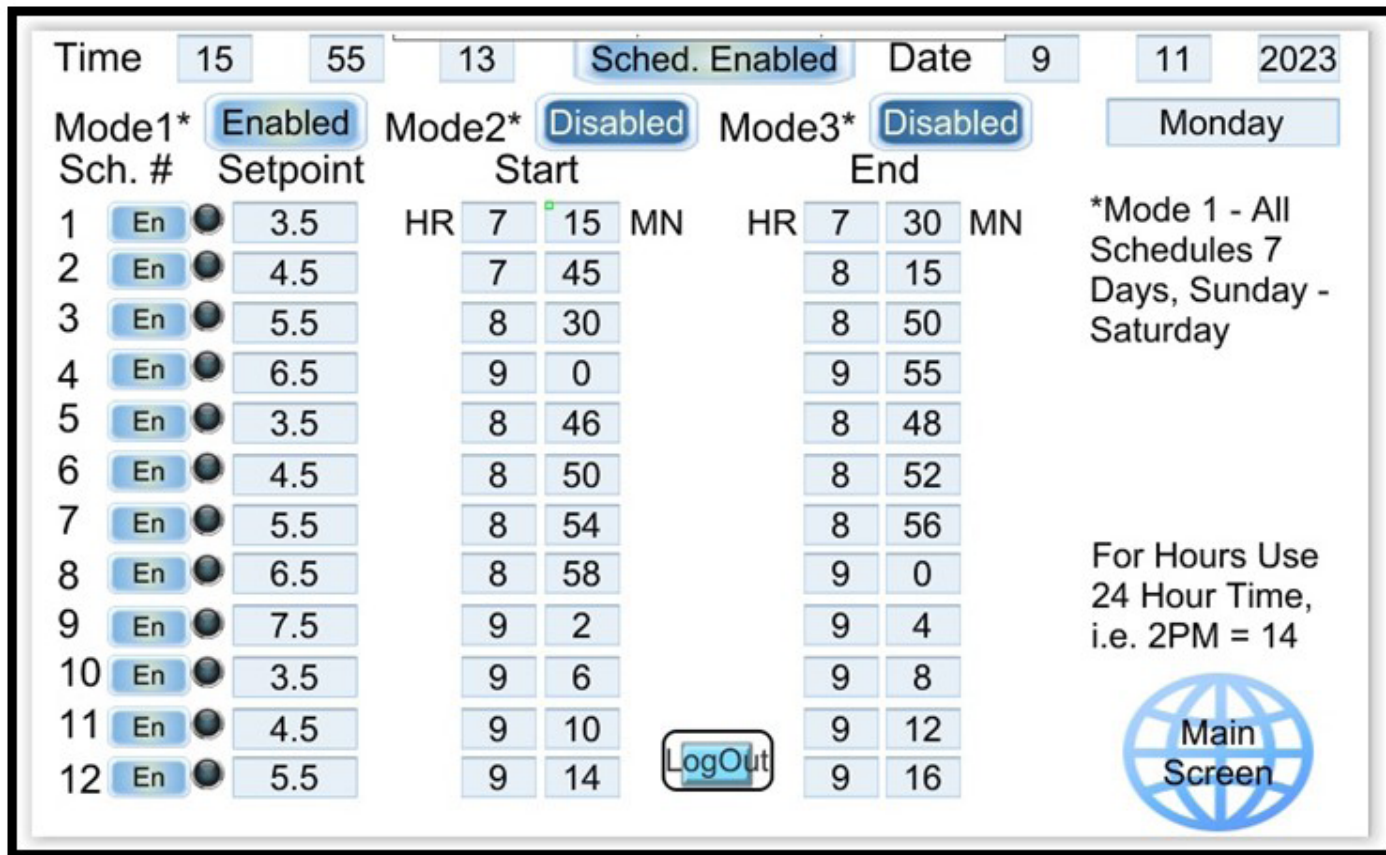 Time 15 55 13 Sched. Enabled Date 9 11 2023
Mode1* Enabled Mode2* Disabled Mode3* Disabled Monday
Sch. # Setpoint Start End
1 En 3.5 HR 7 15 MN HR 7 30 MN
2 En 4.5 7 45 8 15
3 En 5.5 8 30 8 50
4 En 6.5 9 0 9 55
5 En 3.5 8 46 8 48
6 En 4.5 8 50 8 52
7 En 5.5 8 54 8 56
8 En 6.5 8 58 9 0
9 En 7.5 9 2 9 4
10 En 3.5 9 6 9 8
11 En 4.5 9 10 9 12
12 En 5.5 9 14 9 16
LogOut
*Mode 1 - All
Schedules 7
Days, Sunday -
Saturday
For Hours Use
24 Hour Time,
i.e. 2PM = 14
Main
Screen